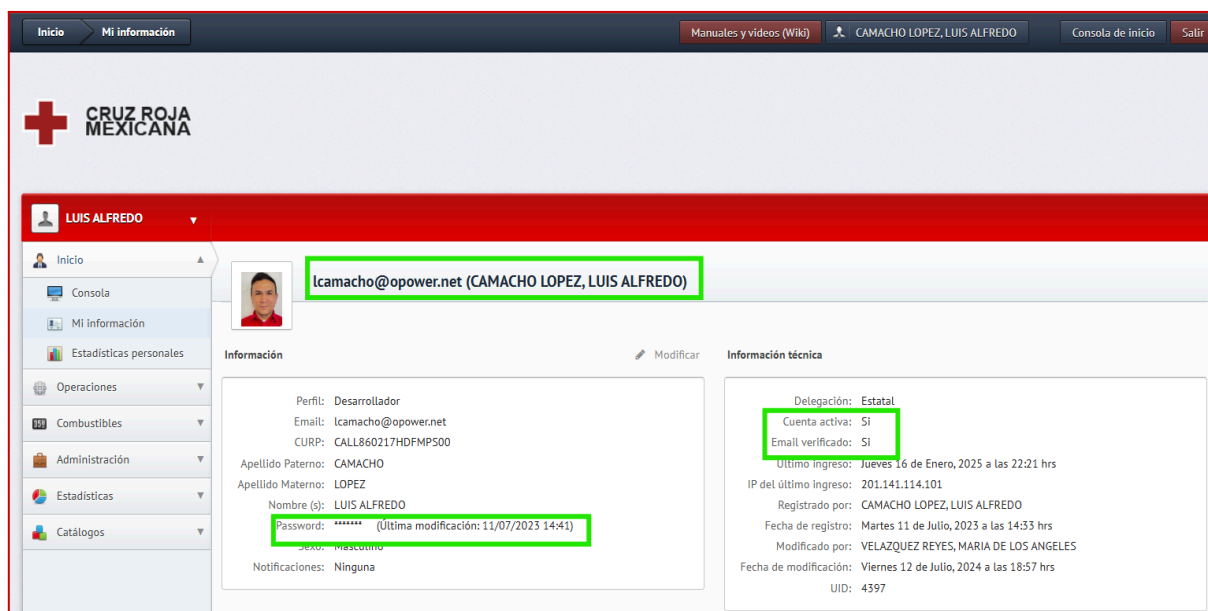 Inicio
Mi información
Manuales y videos (Wiki)
CAMACHO LOPEZ, LUIS ALFREDO
Consola de inicio
Salir
CRUZ ROJA
MEXICANA
LUIS ALFREDO
Inicio
Consola
Mi información
Estadísticas personales
Operaciones
Combustibles
Administración
Estadísticas
Catálogos
lcamacho@opower.net (CAMACHO LOPEZ, LUIS ALFREDO)
Información
Modificar
Perfil: Desarrollador
Email: lcamacho@opower.net
CURP: CALL860217HDFMPS00
Apellido Paterno: CAMACHO
Apellido Materno: LOPEZ
Nombre (s): LUIS ALFREDO
Password: ******* (Última modificación: 11/07/2023 14:41)
Sexo: Masculino
Notificaciones: Ninguna
Información técnica
Delegación: Estatal
Cuenta activa: Si
Email verificado: Si
Último ingreso: Jueves 16 de Enero, 2025 a las 22:21 hrs
IP del último ingreso: 201.141.114.101
Registrado por: CAMACHO LOPEZ, LUIS ALFREDO
Fecha de registro: Martes 11 de Julio, 2023 a las 14:33 hrs
Modificado por: VELAZQUEZ REYES, MARIA DE LOS ANGELES
Fecha de modificación: Viernes 12 de Julio, 2024 a las 18:57 hrs
UID: 4397